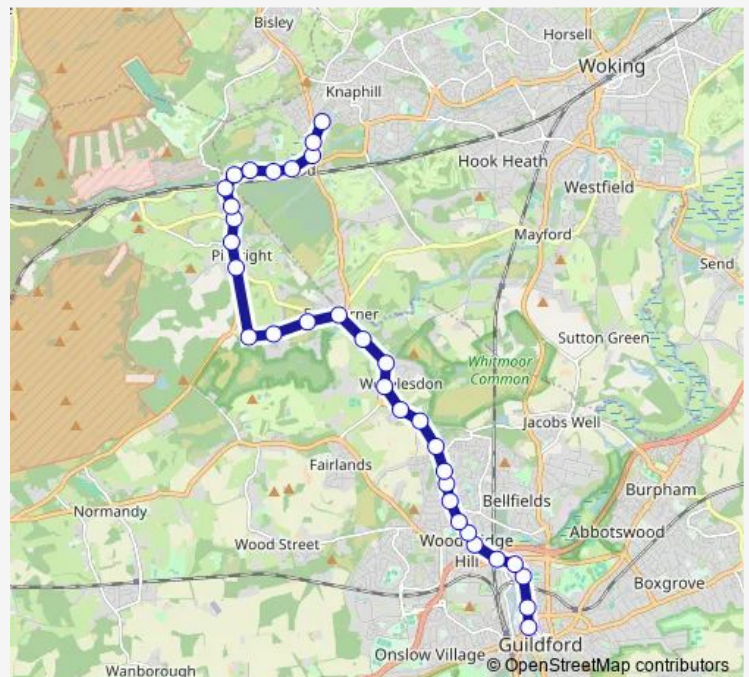 Bisley
Horsell
Woking
Knaphill
Hook Heath
Westfield
Mayford
Send
Sutton Green
Whitmoor
Common
Jacobs Well
Fairlands
Burpham
Normandy
Bellfields
Abbotswood
Wood Street
Hill
Boxgrove
Guildford
Onslow Village
© OpenStreetMap contributors
Wanborough